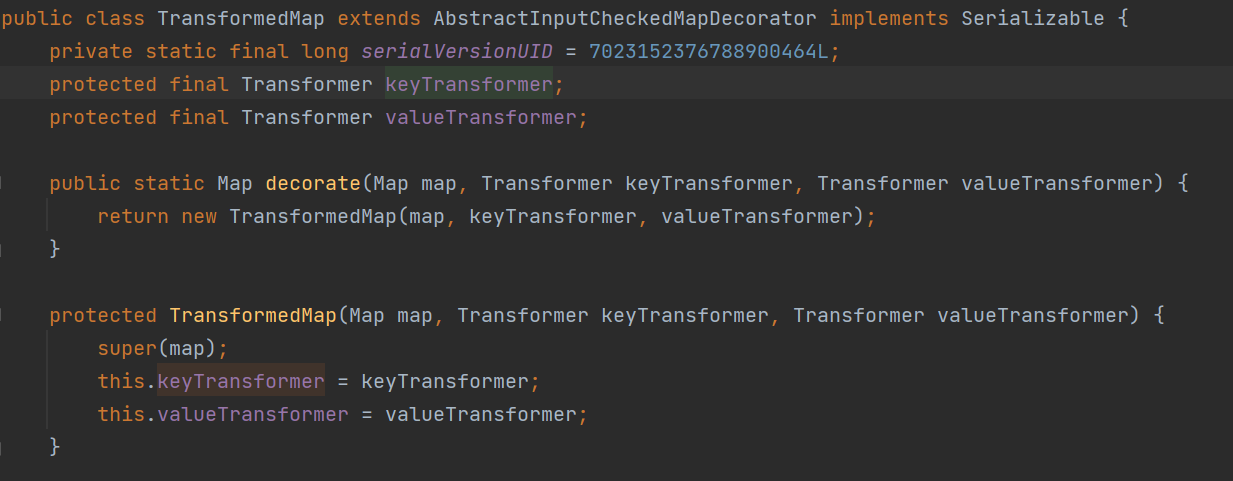 public class TransformedMap extends AbstractInputCheckedMapDecorator implements Serializable {
    private static final long serialVersionUID = 7023152376788900464L;
    protected final Transformer keyTransformer;
    protected final Transformer valueTransformer;

    public static Map decorate(Map map, Transformer keyTransformer, Transformer valueTransformer) {
        return new TransformedMap(map, keyTransformer, valueTransformer);
    }

    protected TransformedMap(Map map, Transformer keyTransformer, Transformer valueTransformer) {
        super(map);
        this.keyTransformer = keyTransformer;
        this.valueTransformer = valueTransformer;
    }